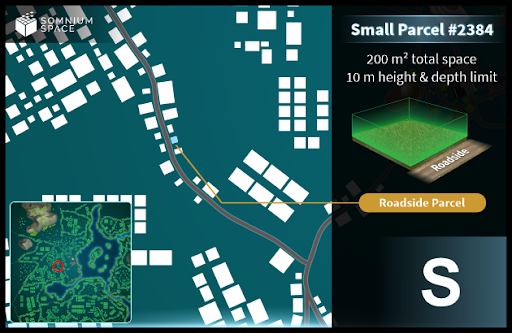 SOMNIUM
SPACE
Small Parcel #2384
200 m² total space
10 m height & depth limit
Roadside
Roadside Parcel
S